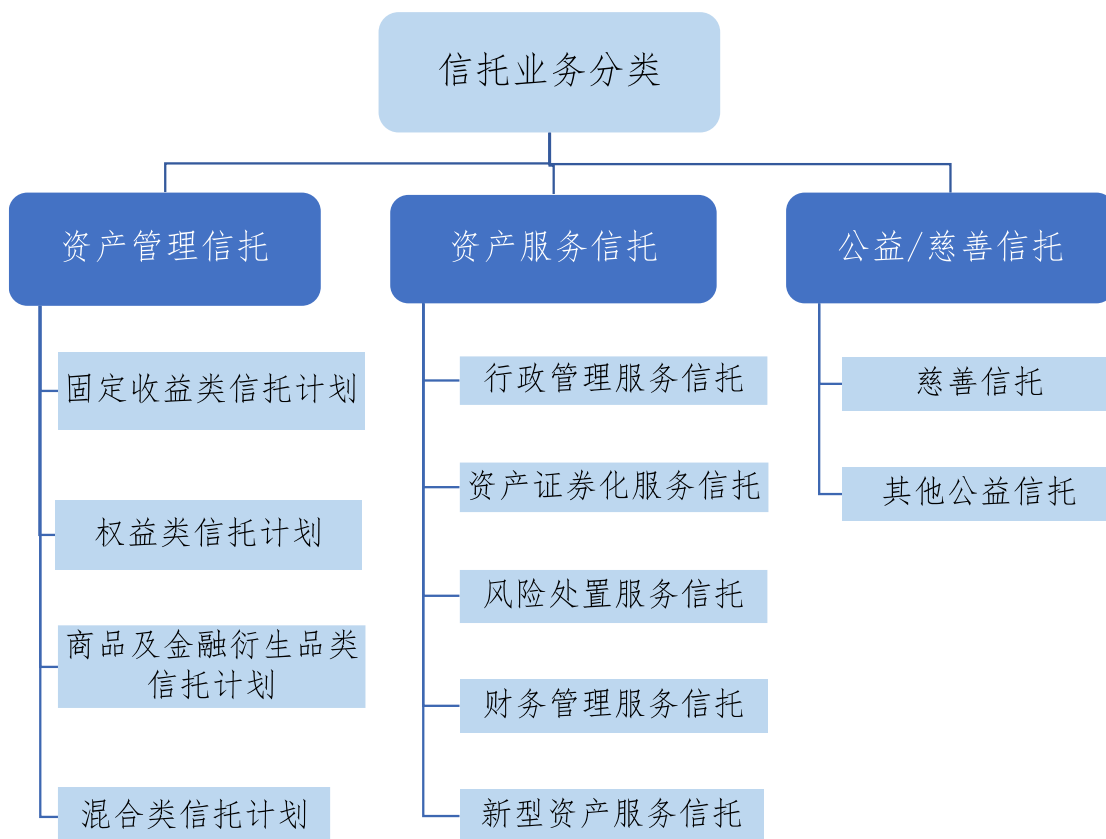 信托业务分类
资产管理信托
固定收益类信托计划
权益类信托计划
商品及金融衍生品类
信托计划
混合类信托计划
资产服务信托
行政管理服务信托
资产证券化服务信托
风险处置服务信托
财务管理服务信托
新型资产服务信托
公益/慈善信托
慈善信托
其他公益信托